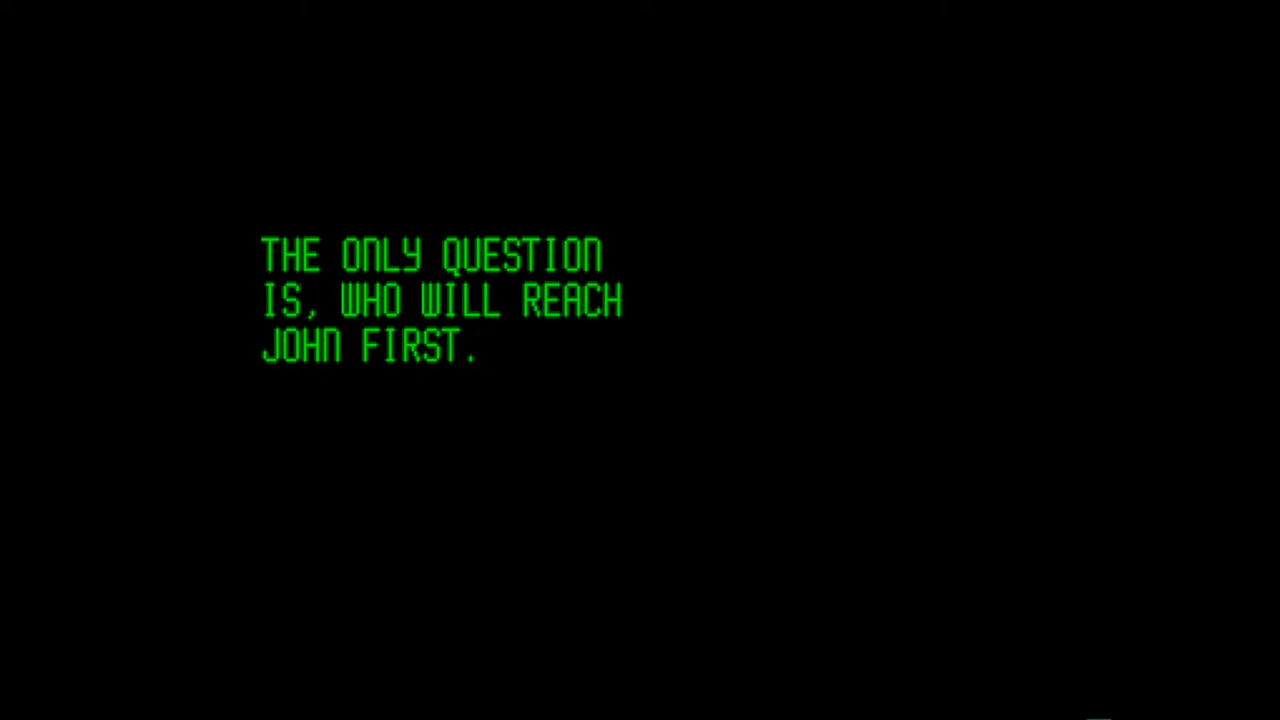 THE ONLY QUESTION
IS, WHO WILL REACH
JOHN FIRST.